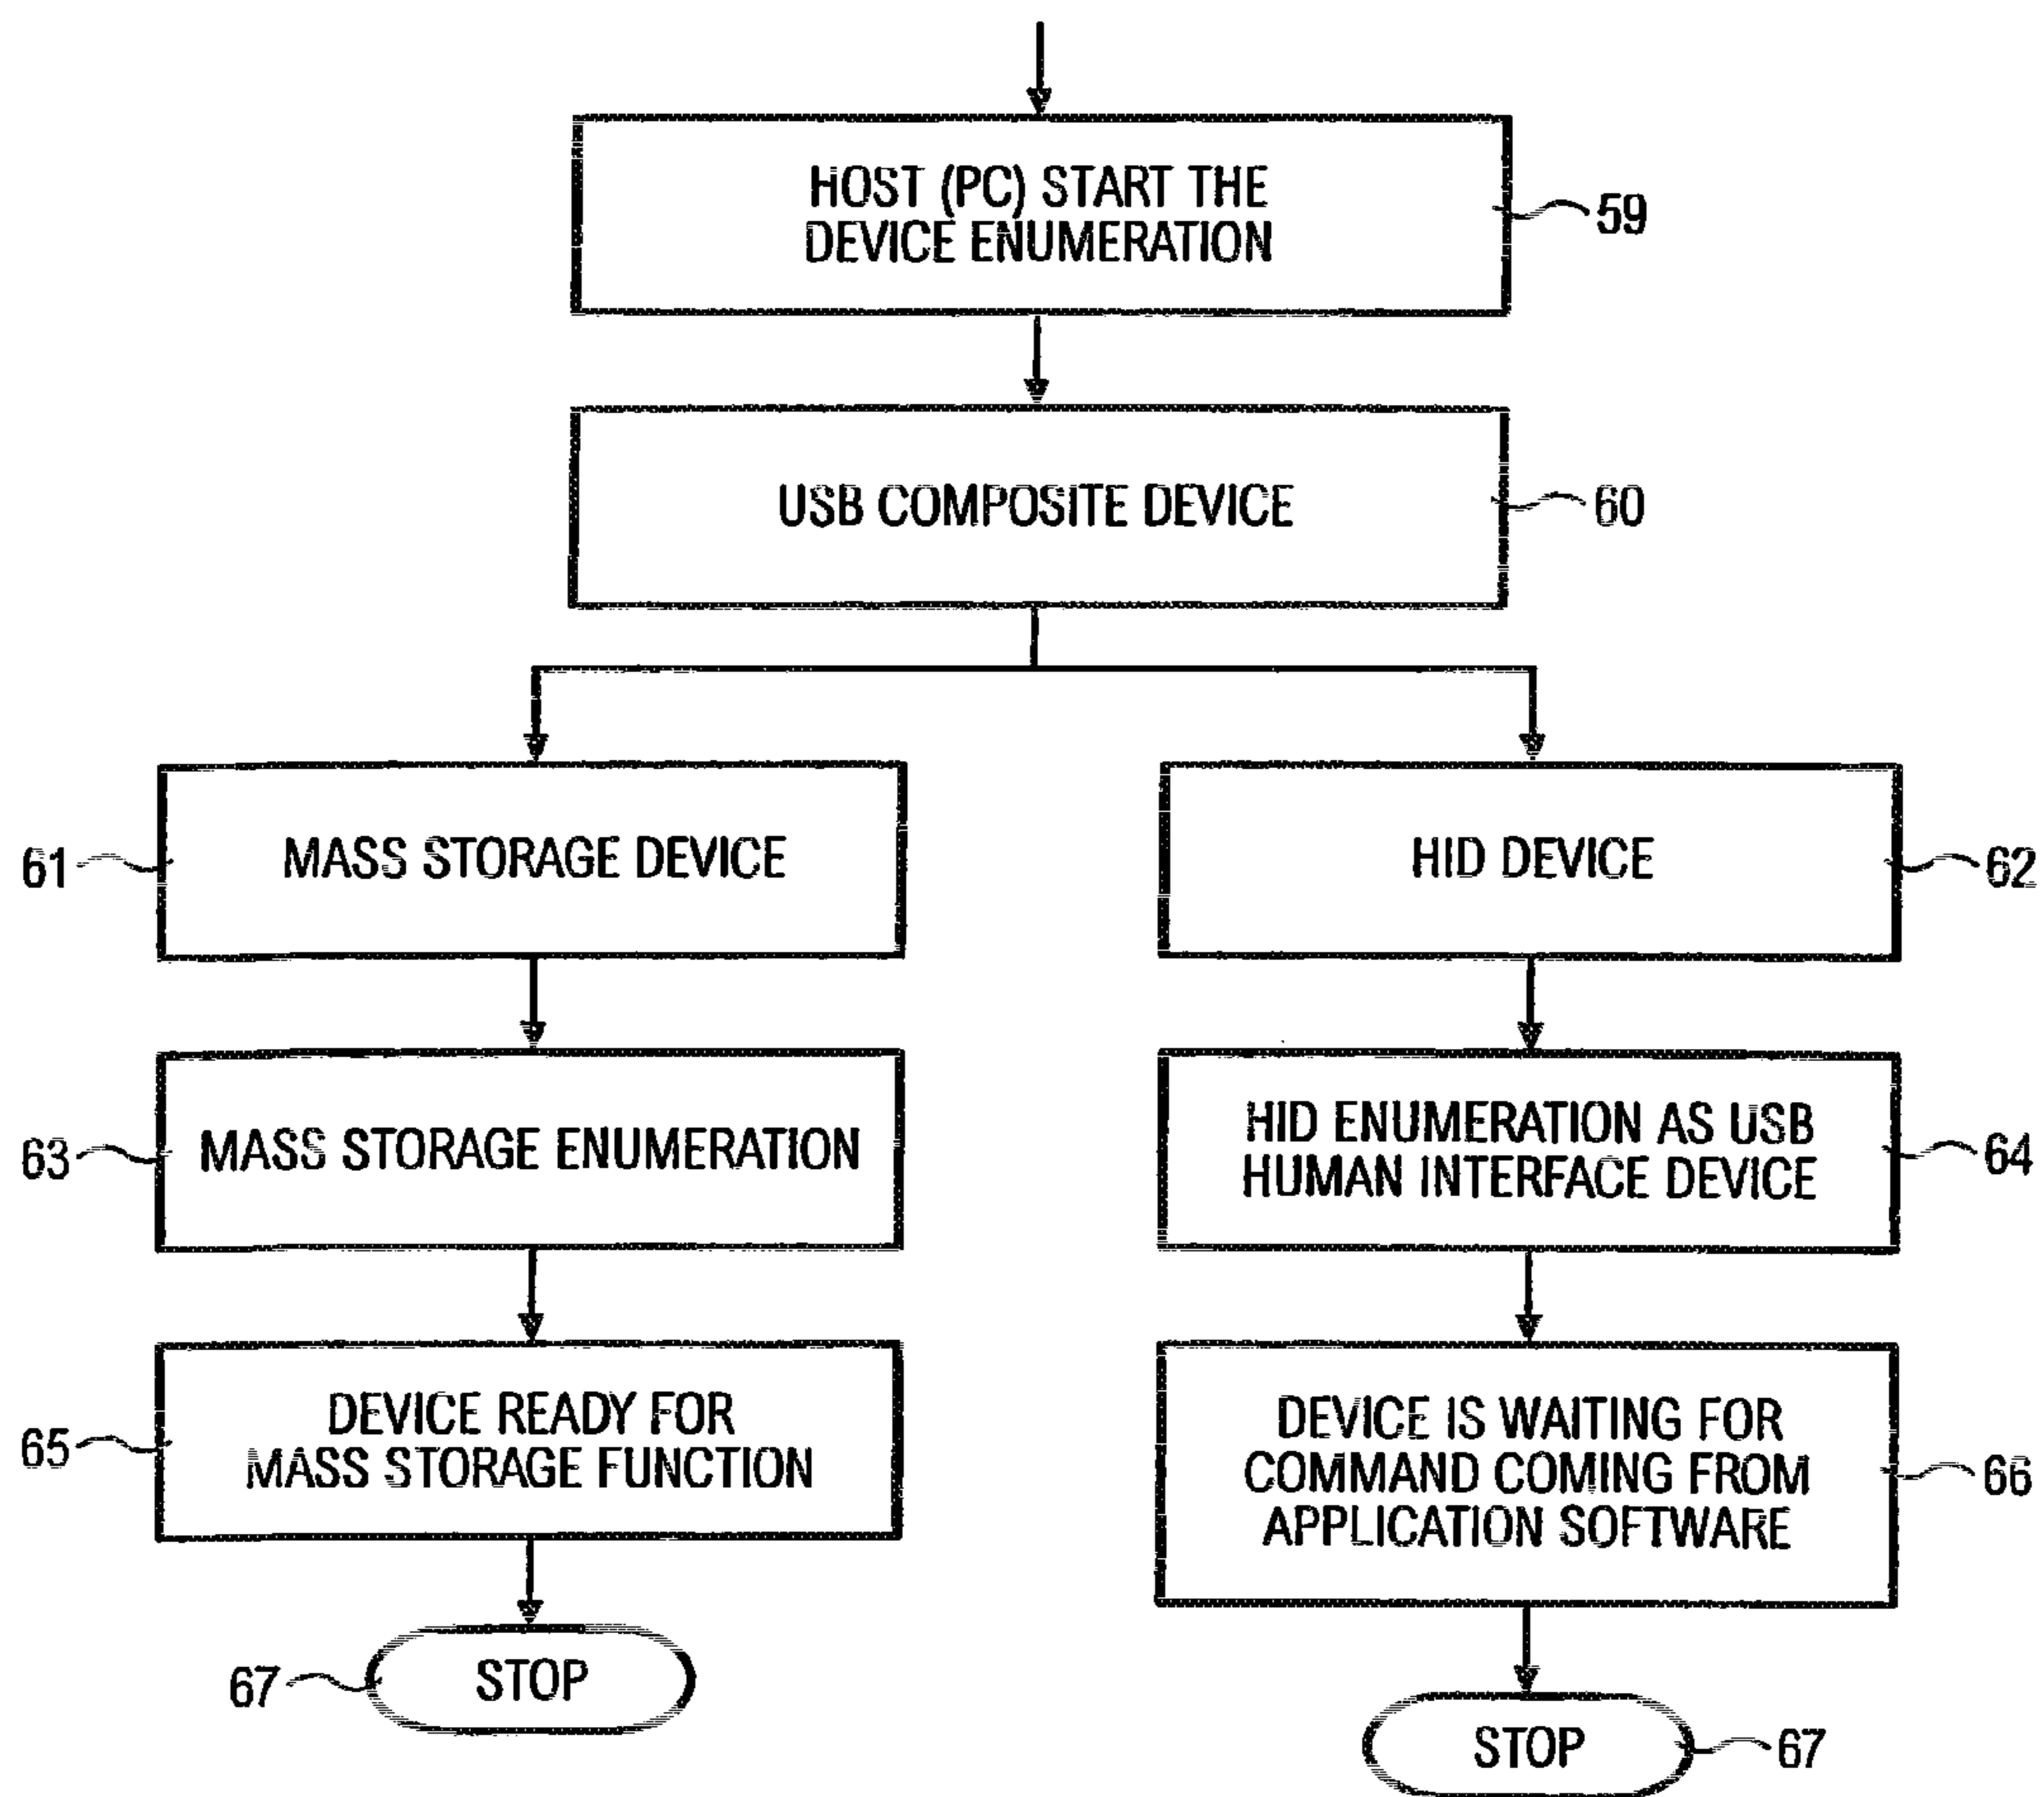 HOST (PC) START THE
DEVICE ENUMERATION
59
USB COMPOSITE DEVICE
60
61
MASS STORAGE DEVICE
HID DEVICE
62
63
MASS STORAGE ENUMERATION
HID ENUMERATION AS USB
HUMAN INTERFACE DEVICE
64
65
DEVICE READY FOR
MASS STORAGE FUNCTION
DEVICE IS WAITING FOR
COMMAND COMING FROM
APPLICATION SOFTWARE
66
67
STOP
STOP
67